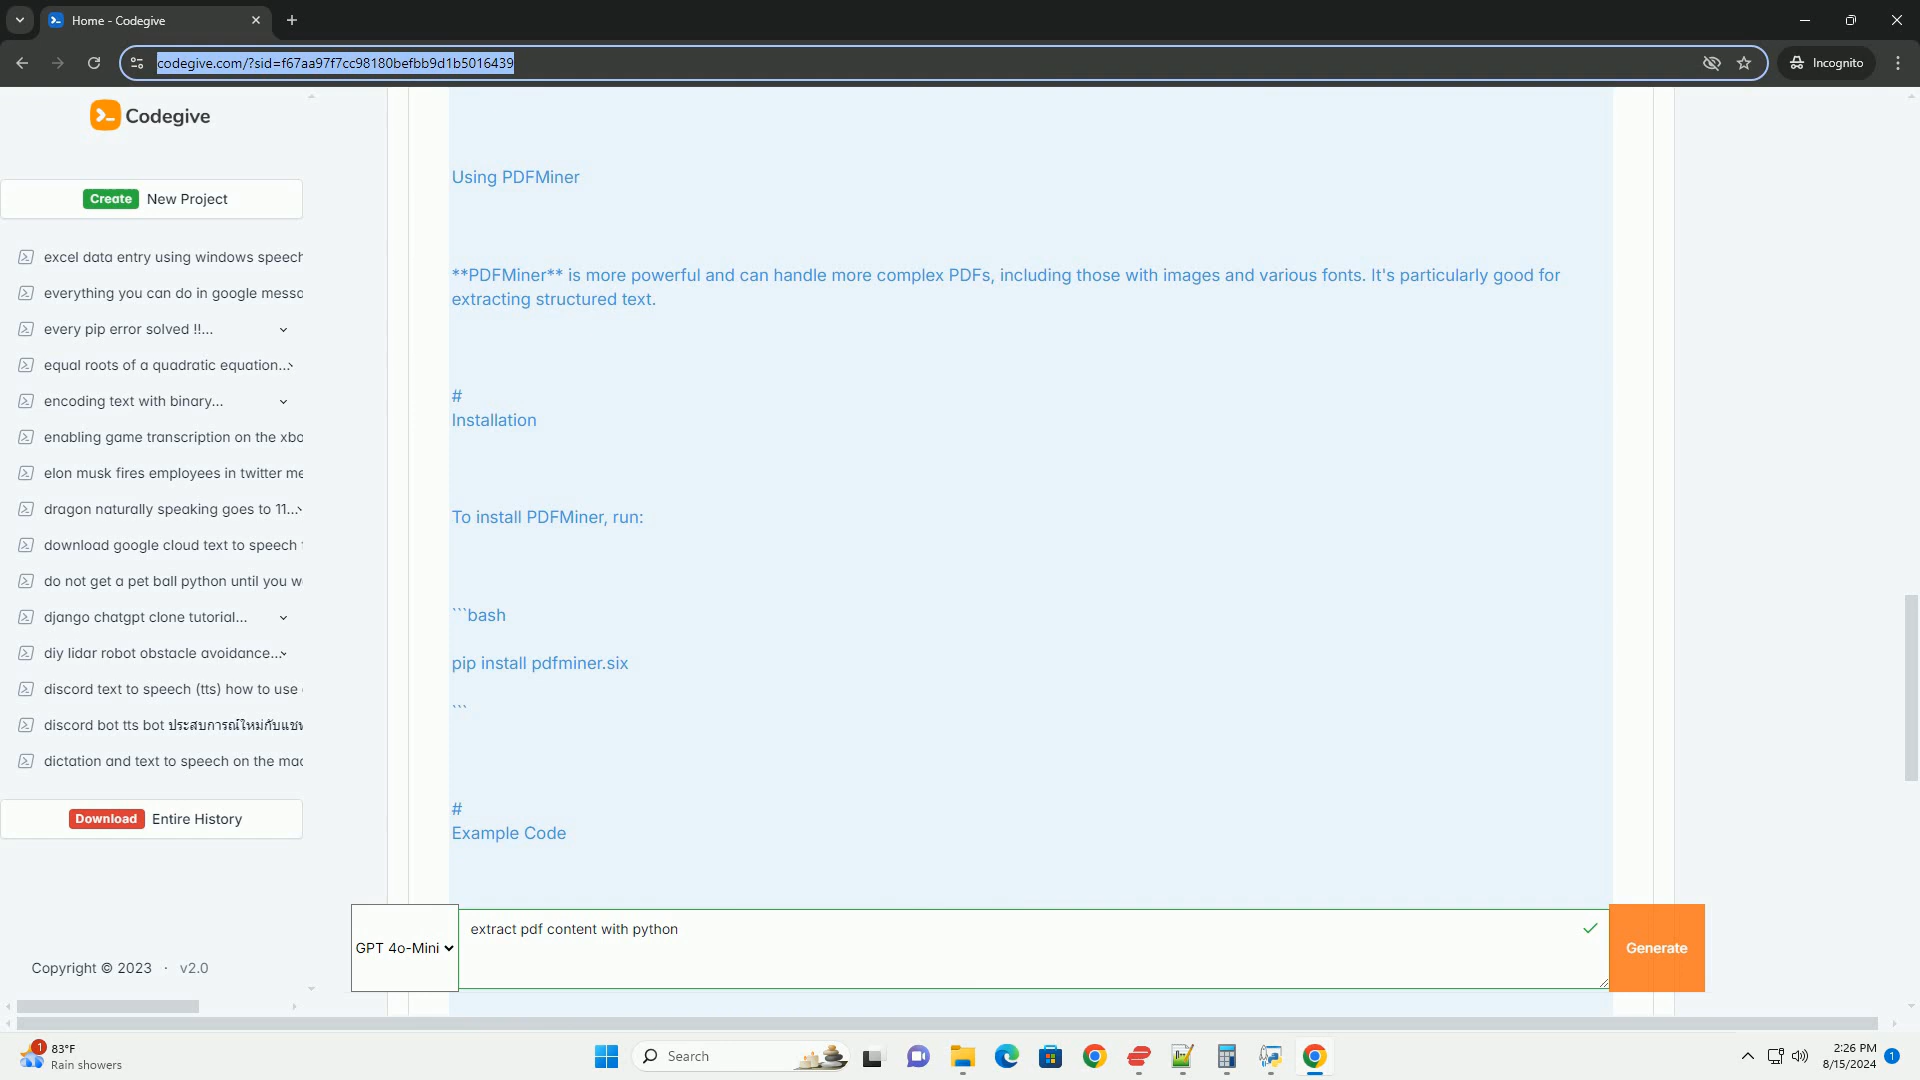 Home - Codegive
codegive.com/?sid=f67aa97f7cc98180befbb9d1b5016439
Incognito
Codegive
Create New Project
excel data entry using windows speech
everything you can do in google messa
every pip error solved !!...
equal roots of a quadratic equation...
encoding text with binary...
enabling game transcription on the xbo
elon musk fires employees in twitter me
dragon naturally speaking goes to 11...
download google cloud text to speech
do not get a pet ball python until you w
django chatgpt clone tutorial...
diy lidar robot obstacle avoidance...
discord text to speech (tts) how to use
discord bot tts bot ประสบการณ์ใหม่กับแชท
dictation and text to speech on the mac
Download Entire History
Copyright © 2023 · v2.0
Using PDFMiner
**PDFMiner** is more powerful and can handle more complex PDFs, including those with images and various fonts. It's particularly good for
extracting structured text.
#
Installation
To install PDFMiner, run:
```bash
pip install pdfminer.six
```
#
Example Code
GPT 4o-Mini
extract pdf content with python
Generate
1
83°F
Rain showers
Search
2:26 PM
8/15/2024
1